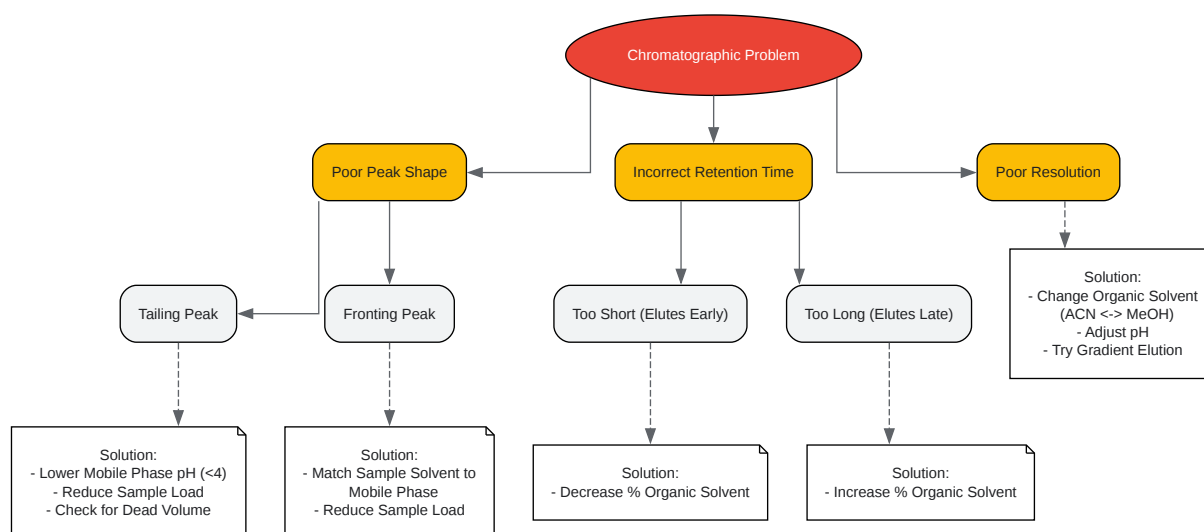 Chromatographic Problem
Poor Peak Shape
Incorrect Retention Time
Poor Resolution
Tailing Peak
Fronting Peak
Too Short (Elutes Early)
Too Long (Elutes Late)
Solution:
- Change Organic Solvent
(ACN <-> MeOH)
- Adjust pH
- Try Gradient Elution
Solution:
- Lower Mobile Phase pH (<4)
- Reduce Sample Load
- Check for Dead Volume
Solution:
- Match Sample Solvent to
Mobile Phase
- Reduce Sample Load
Solution:
- Decrease % Organic Solvent
Solution:
- Increase % Organic Solvent